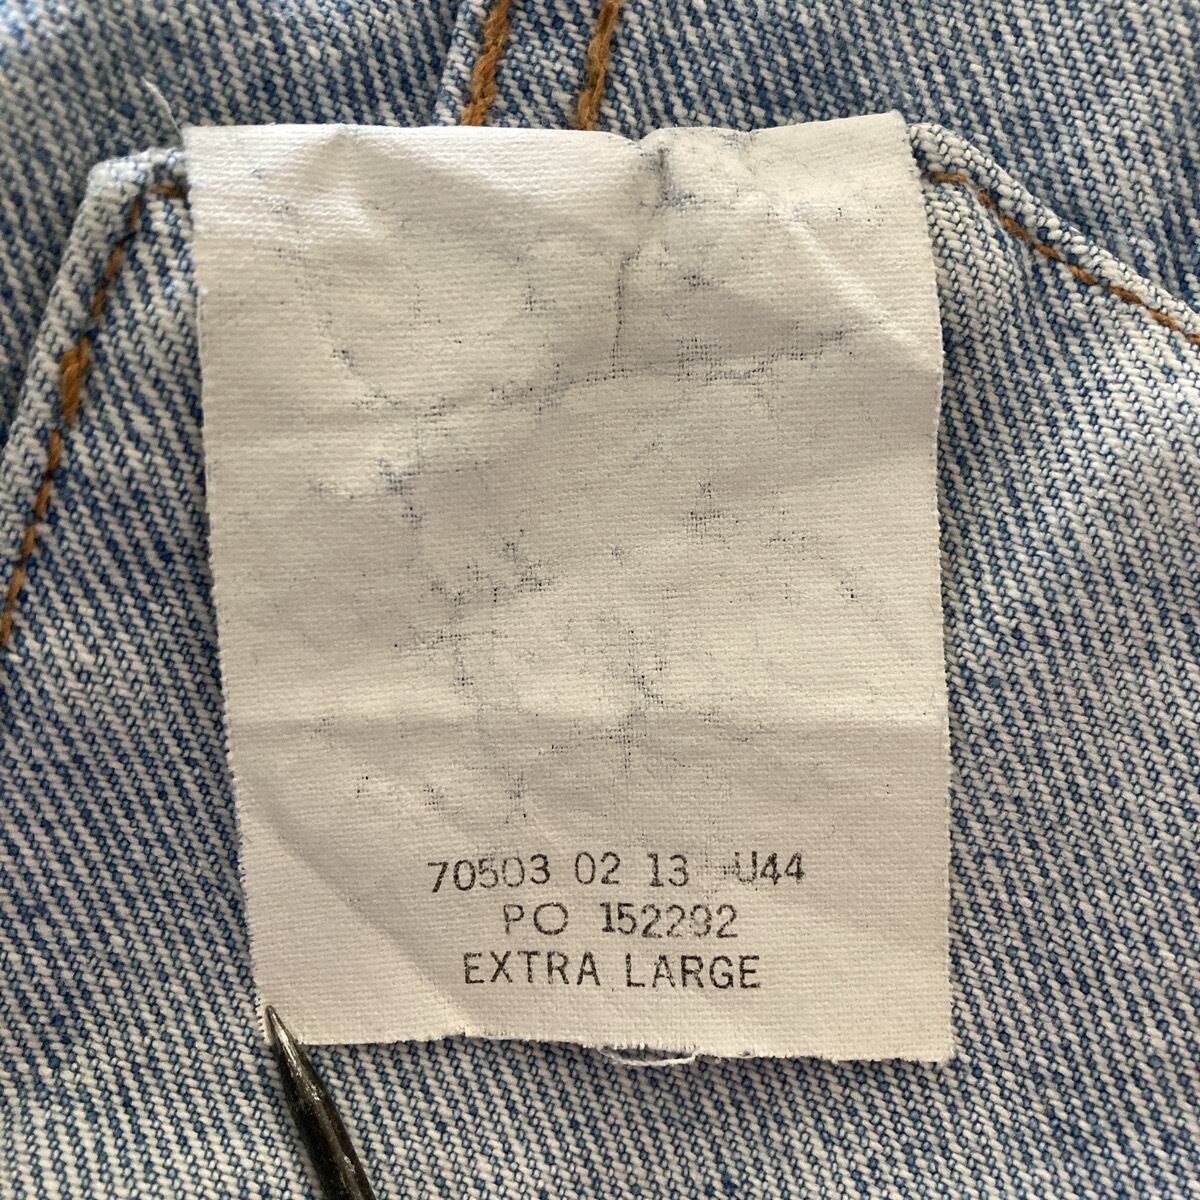 70503 02 13 U44
PO 152292
EXTRA LARGE